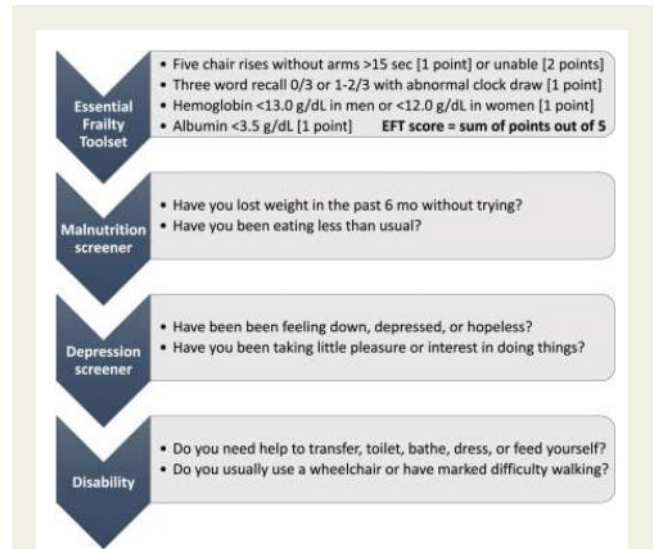 Essential
Frailty
Toolset
• Five chair rises without arms >15 sec [1 point] or unable [2 points]
• Three word recall 0/3 or 1-2/3 with abnormal clock draw [1 point]
• Hemoglobin <13.0 g/dL in men or <12.0 g/dL in women [1 point]
• Albumin <3.5 g/dL [1 point] EFT score = sum of points out of 5
Malnutrition
screener
• Have you lost weight in the past 6 mo without trying?
• Have you been eating less than usual?
Depression
screener
• Have been been feeling down, depressed, or hopeless?
• Have you been taking little pleasure or interest in doing things?
Disability
• Do you need help to transfer, toilet, bathe, dress, or feed yourself?
• Do you usually use a wheelchair or have marked difficulty walking?